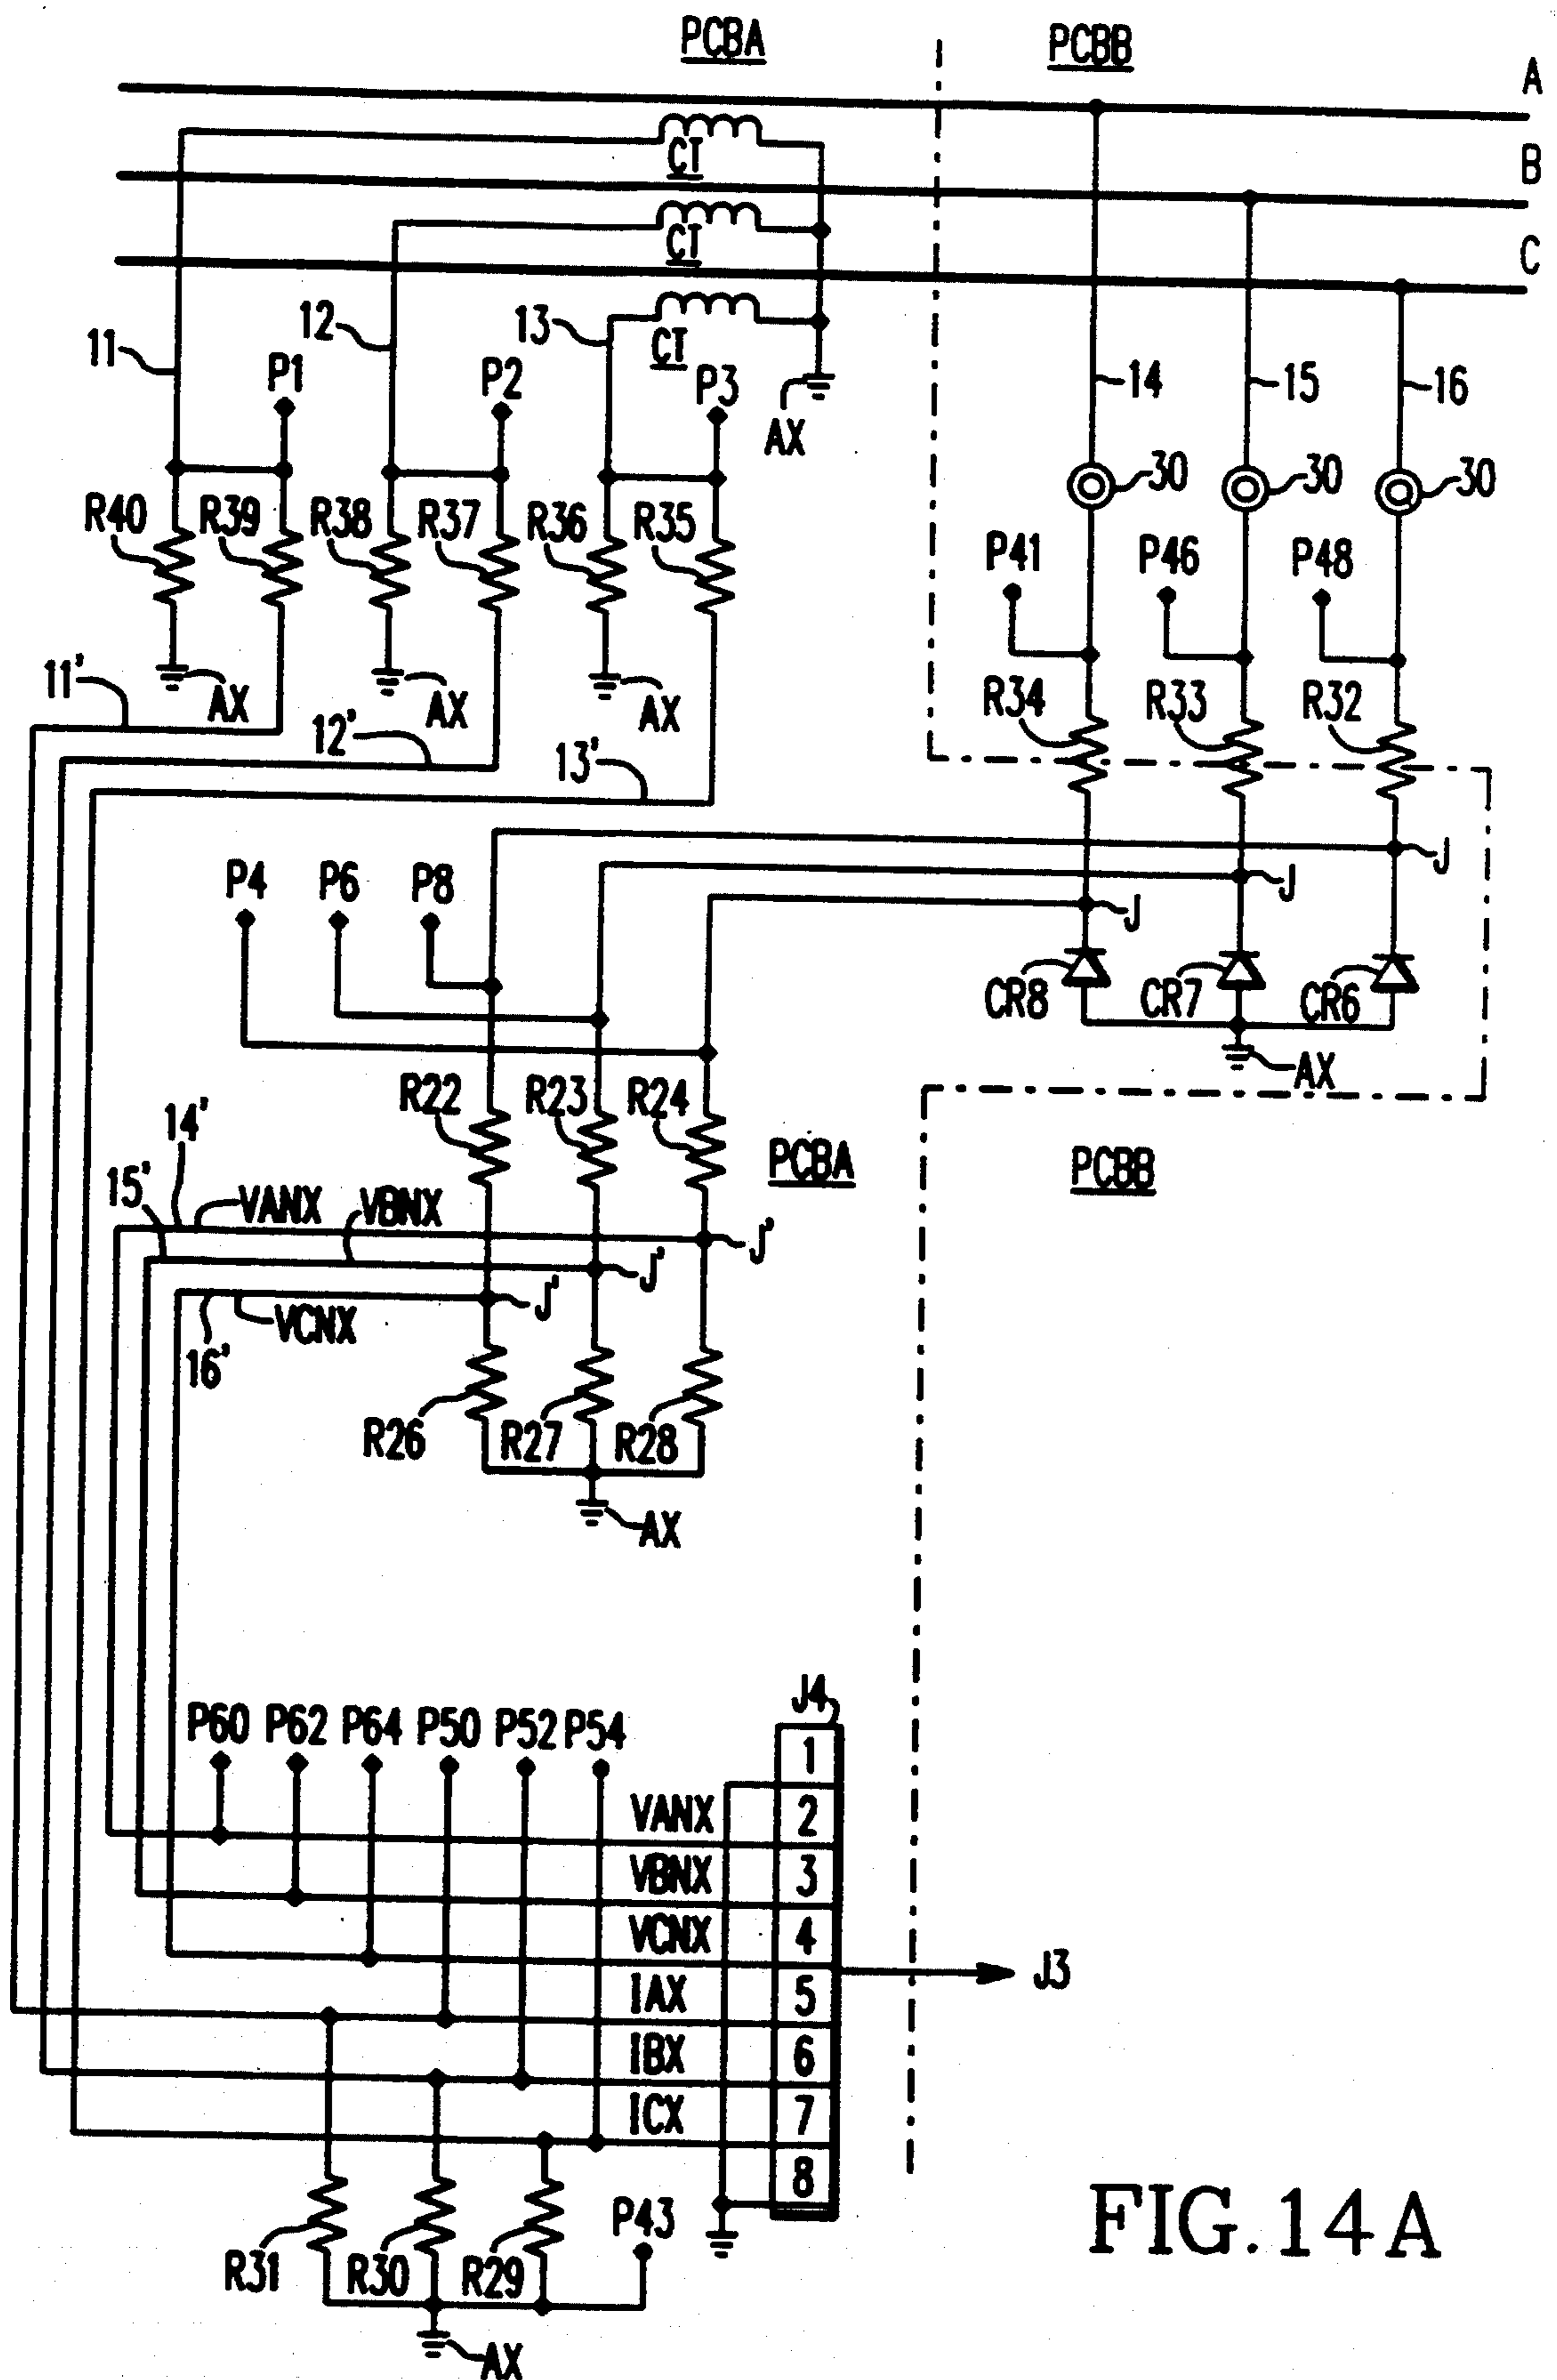 PCBA PCBB
A
CT
B
CT
C
11 12 13 CT
P1 P2 P3 AX 14 15 16
30 30 30
R40 R39 R38 R37 R36 R35
P41 P46 P48
11' AX 12' AX 13' AX
R34 R33 R32
P4 P6 P8
J J J
CR8 CR7 CR6
AX
R22 R23 R24
14' PCBA PCBB
15' VANX VBNX
J' J' J'
16' VCNX
R26 R27 R28
AX
J4
P60 P62 P64 P50 P52 P54
1
VANX 2
VBNX 3
VCNX 4
J3
IAX 5
IBX 6
ICX 7
8
P43
R31 R30 R29
AX
FIG. 14A